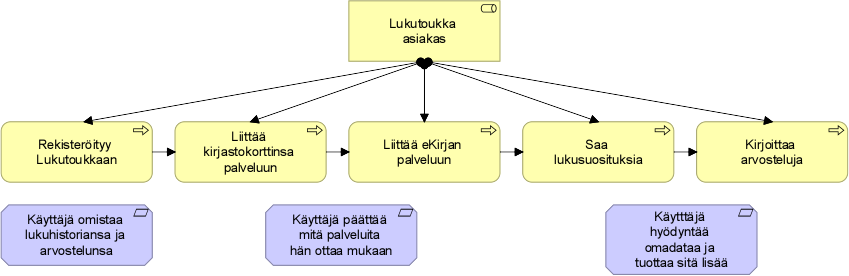 Lukutoukka
asiakas
Rekisteröityy
Lukutoukkaan
Liittää
kirjastokorttinsa
palveluun
Liittää eKirjan
palveluun
Saa
lukusuosituksia
Kirjoittaa
arvosteluja
Käyttäjä omistaa
lukuhistoriansa ja
arvostelunsa
Käyttäjä päättää
mitä palveluita
hän ottaa mukaan
Käytttäjä
hyödyntää
omadataa ja
tuottaa sitä lisää